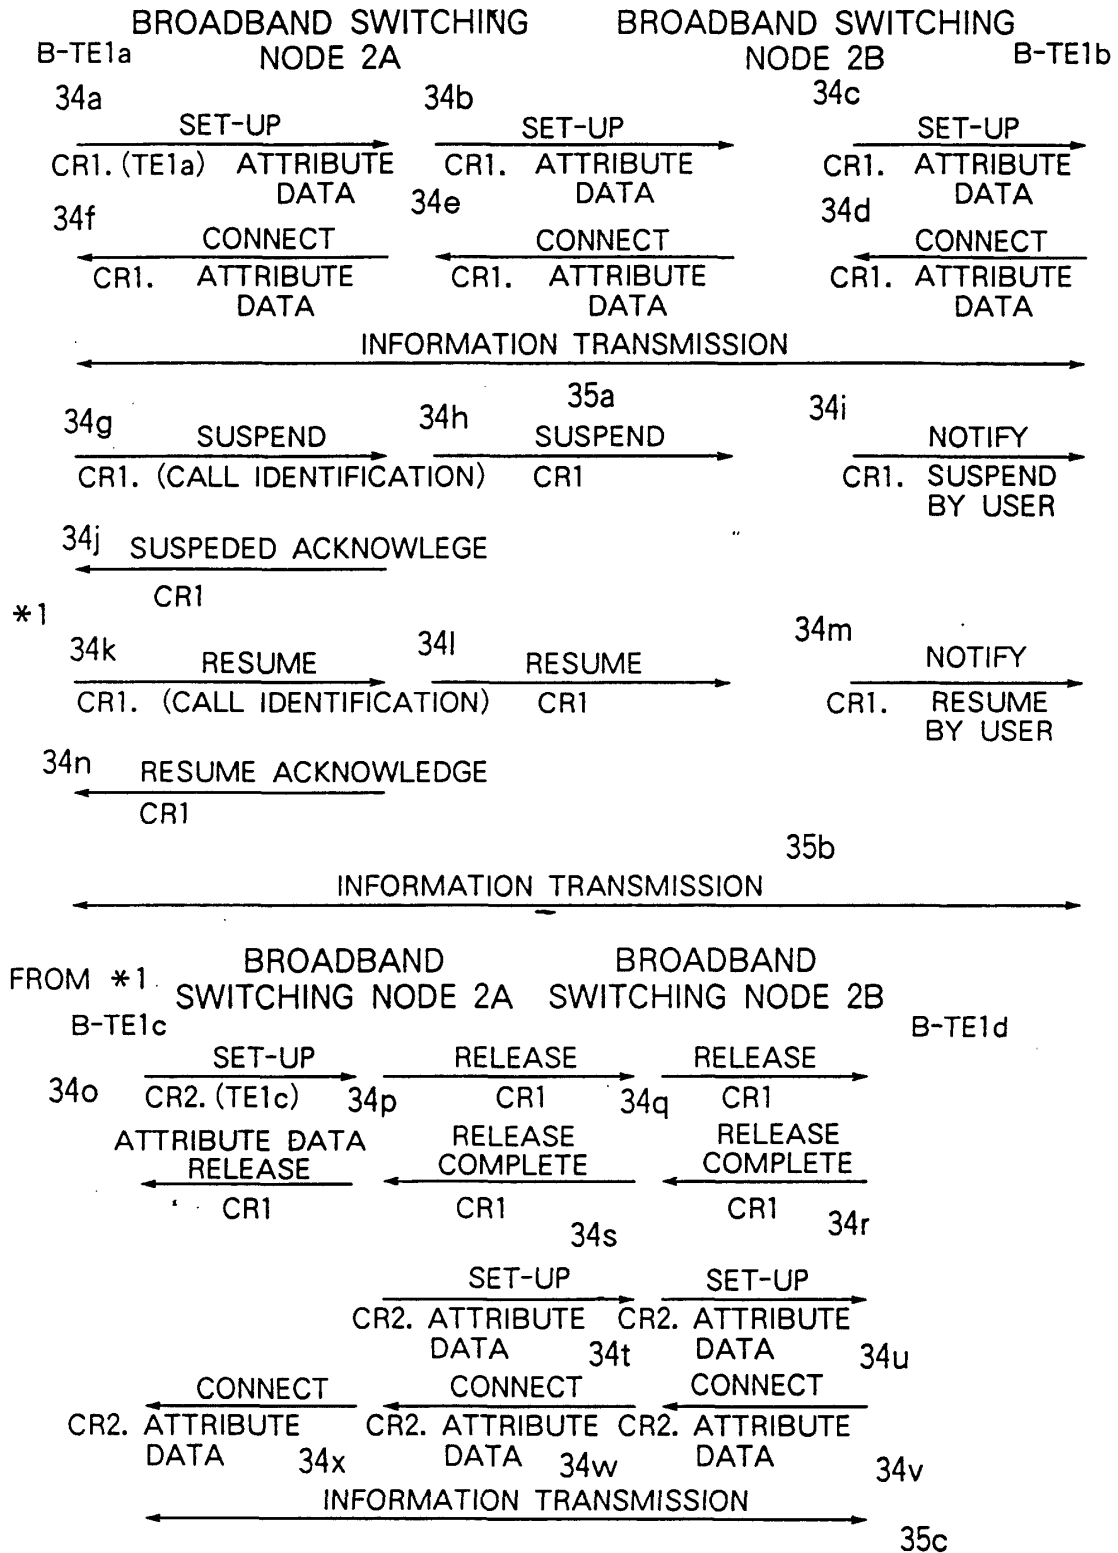 BROADBAND SWITCHING NODE 2A
BROADBAND SWITCHING NODE 2B
B-TE1a
B-TE1b
34a
34b
34c
SET-UP
SET-UP
SET-UP
CR1. (TE1a) ATTRIBUTE DATA
CR1. ATTRIBUTE DATA
CR1. ATTRIBUTE DATA
34f
34e
34d
CONNECT
CONNECT
CONNECT
CR1. ATTRIBUTE DATA
CR1. ATTRIBUTE DATA
CR1. ATTRIBUTE DATA
INFORMATION TRANSMISSION
35a
34g
34h
34i
SUSPEND
SUSPEND
NOTIFY
CR1. (CALL IDENTIFICATION)
CR1
CR1. SUSPEND BY USER
34j
SUSPEDED ACKNOWLEGE
CR1
*1
34k
34l
34m
RESUME
RESUME
NOTIFY
CR1. (CALL IDENTIFICATION)
CR1
CR1. RESUME BY USER
34n
RESUME ACKNOWLEDGE
CR1
35b
INFORMATION TRANSMISSION
FROM *1
BROADBAND SWITCHING NODE 2A
BROADBAND SWITCHING NODE 2B
B-TE1c
B-TE1d
SET-UP
RELEASE
RELEASE
34o
CR2. (TE1c)
34p
CR1
34q
CR1
ATTRIBUTE DATA
RELEASE
RELEASE COMPLETE
RELEASE COMPLETE
CR1
CR1
CR1
34s
34r
SET-UP
SET-UP
CR2. ATTRIBUTE DATA
CR2. ATTRIBUTE DATA
34t
34u
CONNECT
CONNECT
CONNECT
CR2. ATTRIBUTE DATA
CR2. ATTRIBUTE DATA
CR2. ATTRIBUTE DATA
34x
34w
34v
INFORMATION TRANSMISSION
35c